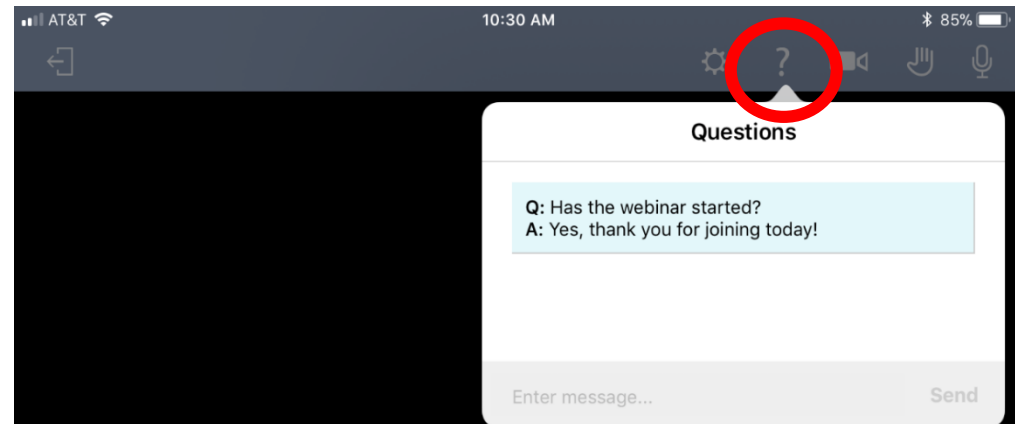 AT&T 10:30 AM 85%
?
Questions
Q: Has the webinar started?
A: Yes, thank you for joining today!
Enter message... Send